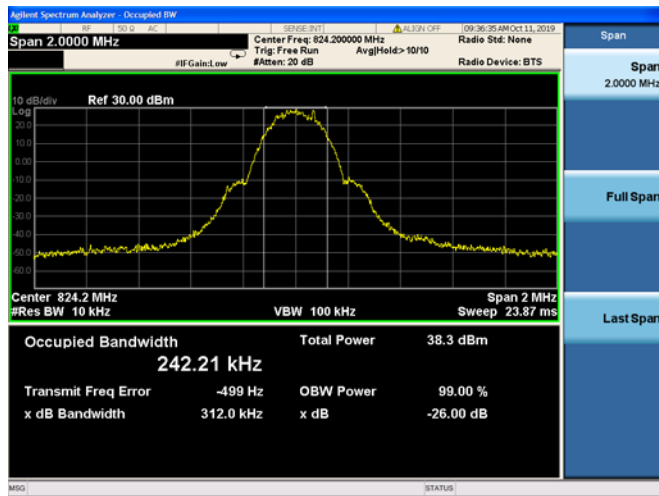 Agilent Spectrum Analyzer - Occupied BW
RF 50 Ω AC SENSE:INT ALIGN OFF 09:36:35 AM Oct 11, 2019
Span 2.0000 MHz
Center Freq: 824.200000 MHz Radio Std: None
Trig: Free Run Avg|Hold:> 10/10
#IFGain:Low #Atten: 20 dB Radio Device: BTS
10 dB/div Ref 30.00 dBm
Log
20.0
10.0
0.00
-10.0
-20.0
-30.0
-40.0
-50.0
-60.0
Center 824.2 MHz Span 2 MHz
#Res BW 10 kHz VBW 100 kHz Sweep 23.87 ms
Occupied Bandwidth Total Power 38.3 dBm
242.21 kHz
Transmit Freq Error -499 Hz OBW Power 99.00 %
x dB Bandwidth 312.0 kHz x dB -26.00 dB
MSG STATUS
Span
Span
2.0000 MHz
Full Span
Last Span